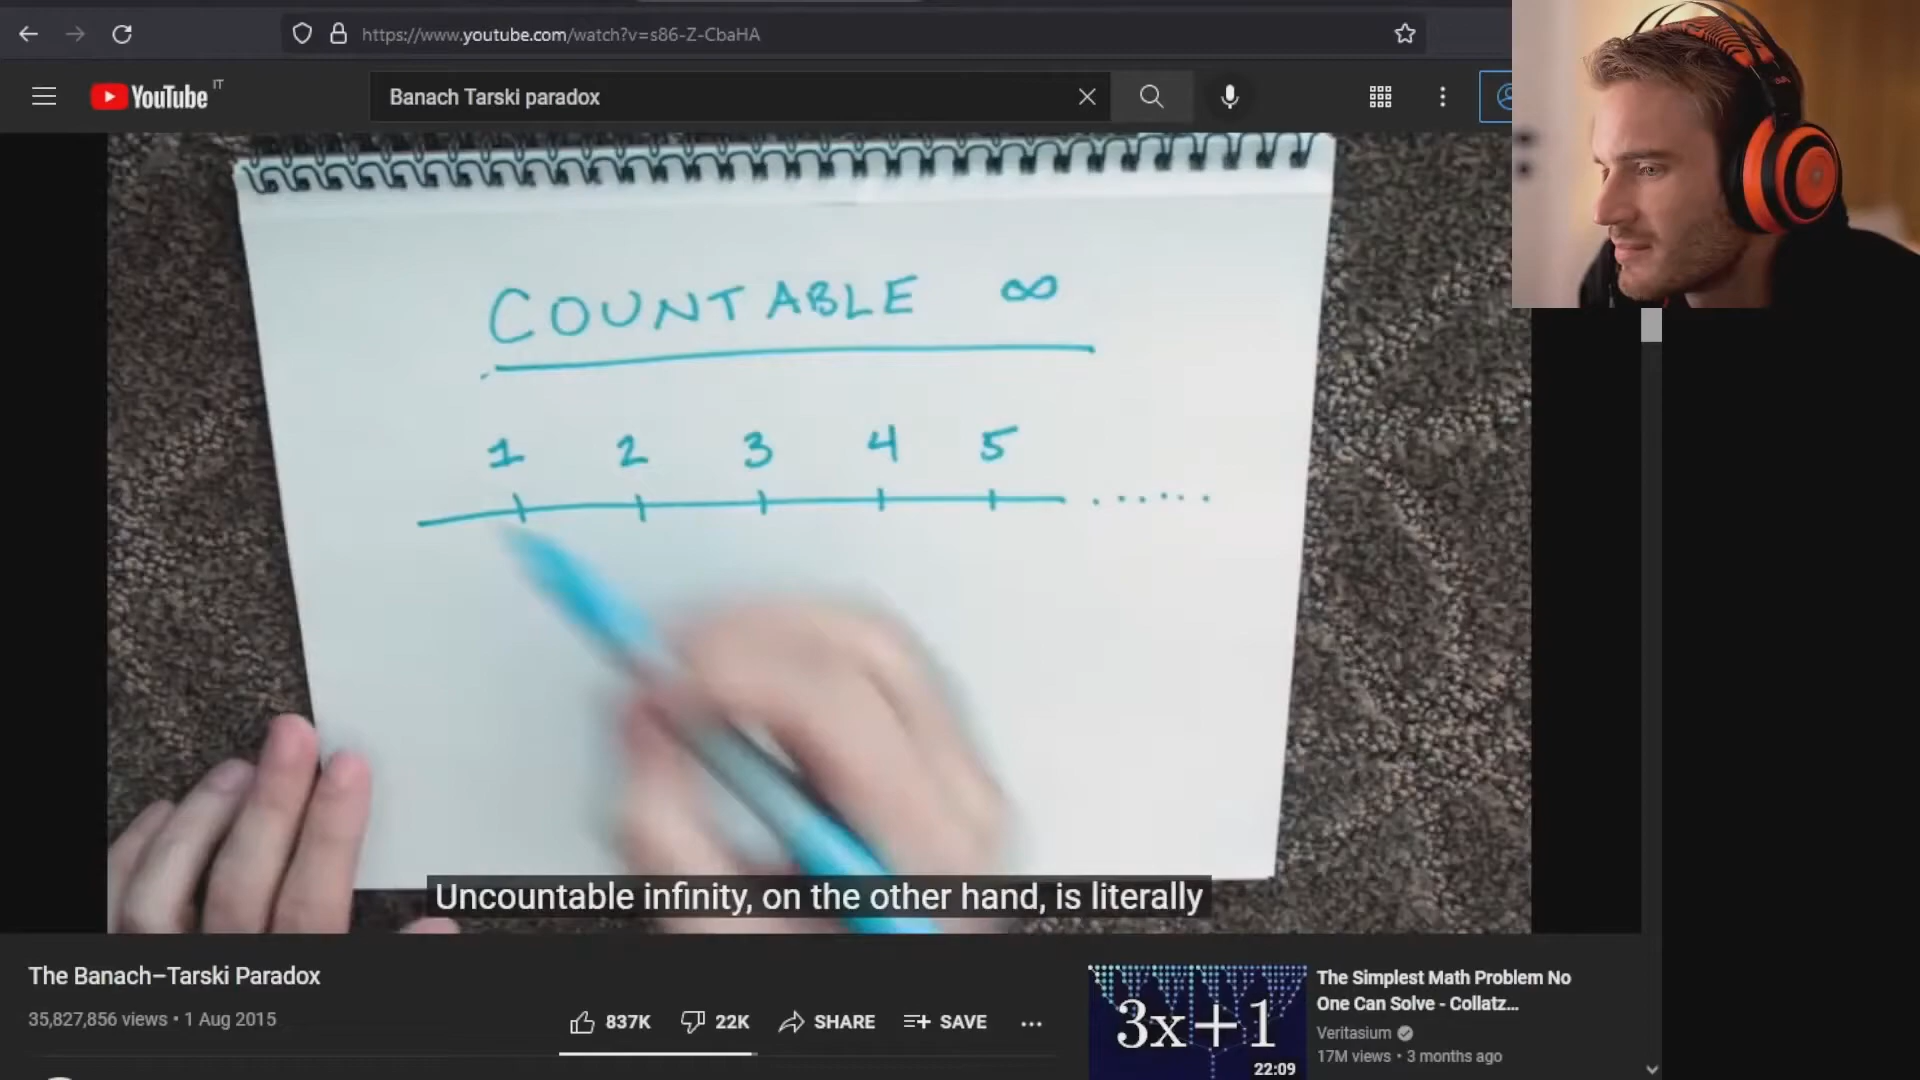 https://www.youtube.com/watch?v=s86-Z-CbaHA
YouTube IT
Banach Tarski paradox
COUNTABLE ∞
1 2 3 4 5 ......
Uncountable infinity, on the other hand, is literally
The Banach–Tarski Paradox
35,827,856 views • 1 Aug 2015
837K 22K SHARE SAVE
3x+1
22:09
The Simplest Math Problem No
One Can Solve - Collatz...
Veritasium
17M views • 3 months ago